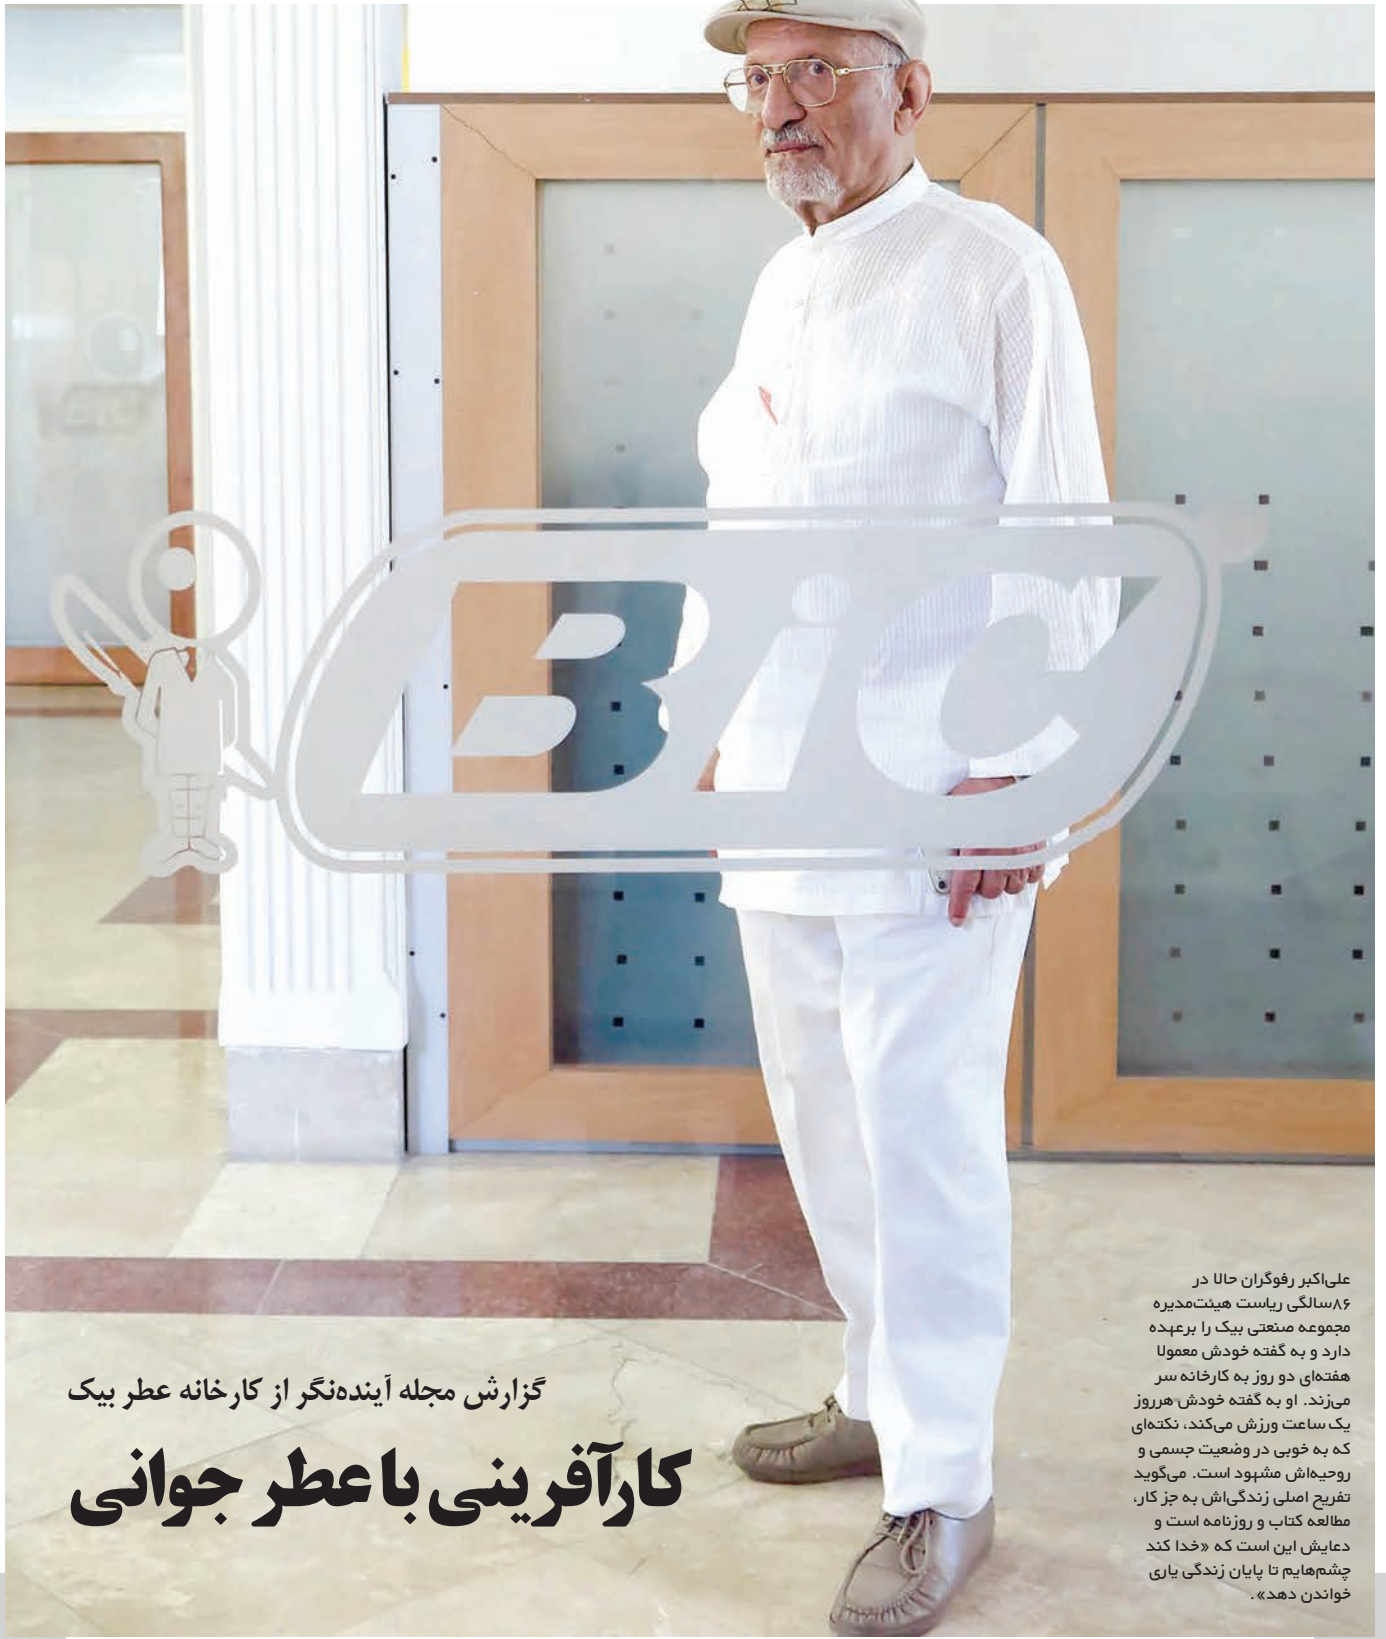 BiC
گزارش مجله آینده‌نگر از کارخانه عطر بیک
کارآفرینی با عطر جوانی
علی‌اکبر رفوگران حالا در
۸۶سالگی ریاست هیئت‌مدیره
مجموعه صنعتی بیک را برعهده
دارد و به گفته خودش معمولا
هفته‌ای دو روز به کارخانه سر
می‌زند. او به گفته خودش هرروز
یک ساعت ورزش می‌کند، نکته‌ای
که به خوبی در وضعیت جسمی و
روحیه‌اش مشهود است. می‌گوید
تفریح اصلی زندگی‌اش به جز کار،
مطالعه کتاب و روزنامه است و
دعایش این است که «خدا کند
چشم‌هایم تا پایان زندگی یاری
خواندن دهد».